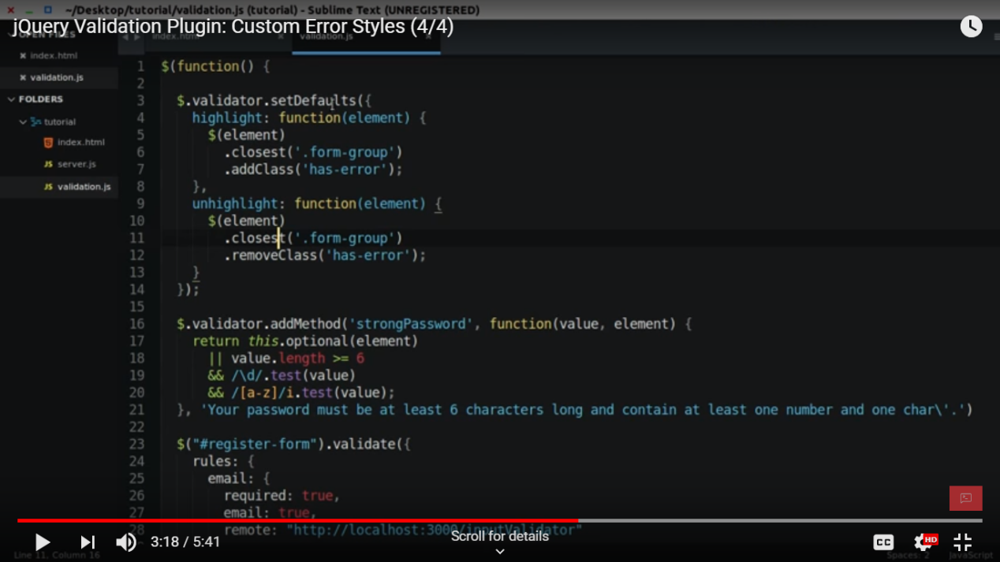 ~/Desktop/tutorial/validation.js (tutorial) - Sublime Text (UNREGISTERED)
jQuery Validation Plugin: Custom Error Styles (4/4)
OPEN FILES
index.html
validation.js
index.html
validation.js
FOLDERS
tutorial
index.html
server.js
validation.js
1 $(function() {
2
3 $.validator.setDefaults({
4 highlight: function(element) {
5 $(element)
6 .closest('.form-group')
7 .addClass('has-error');
8 },
9 unhighlight: function(element) {
10 $(element)
11 .closest('.form-group')
12 .removeClass('has-error');
13 }
14 });
15
16 $.validator.addMethod('strongPassword', function(value, element) {
17 return this.optional(element)
18 || value.length >= 6
19 && /\d/.test(value)
20 && /[a-z]/i.test(value);
21 }, 'Your password must be at least 6 characters long and contain at least one number and one char\'.')
22
23 $("#register-form").validate({
24 rules: {
25 email: {
26 required: true,
27 email: true,
28 remote: "http://localhost:3000/inputValidator"
Scroll for details
3:18 / 5:41
CC
HD
Line 11, Column 16
Spaces: 2
JavaScript